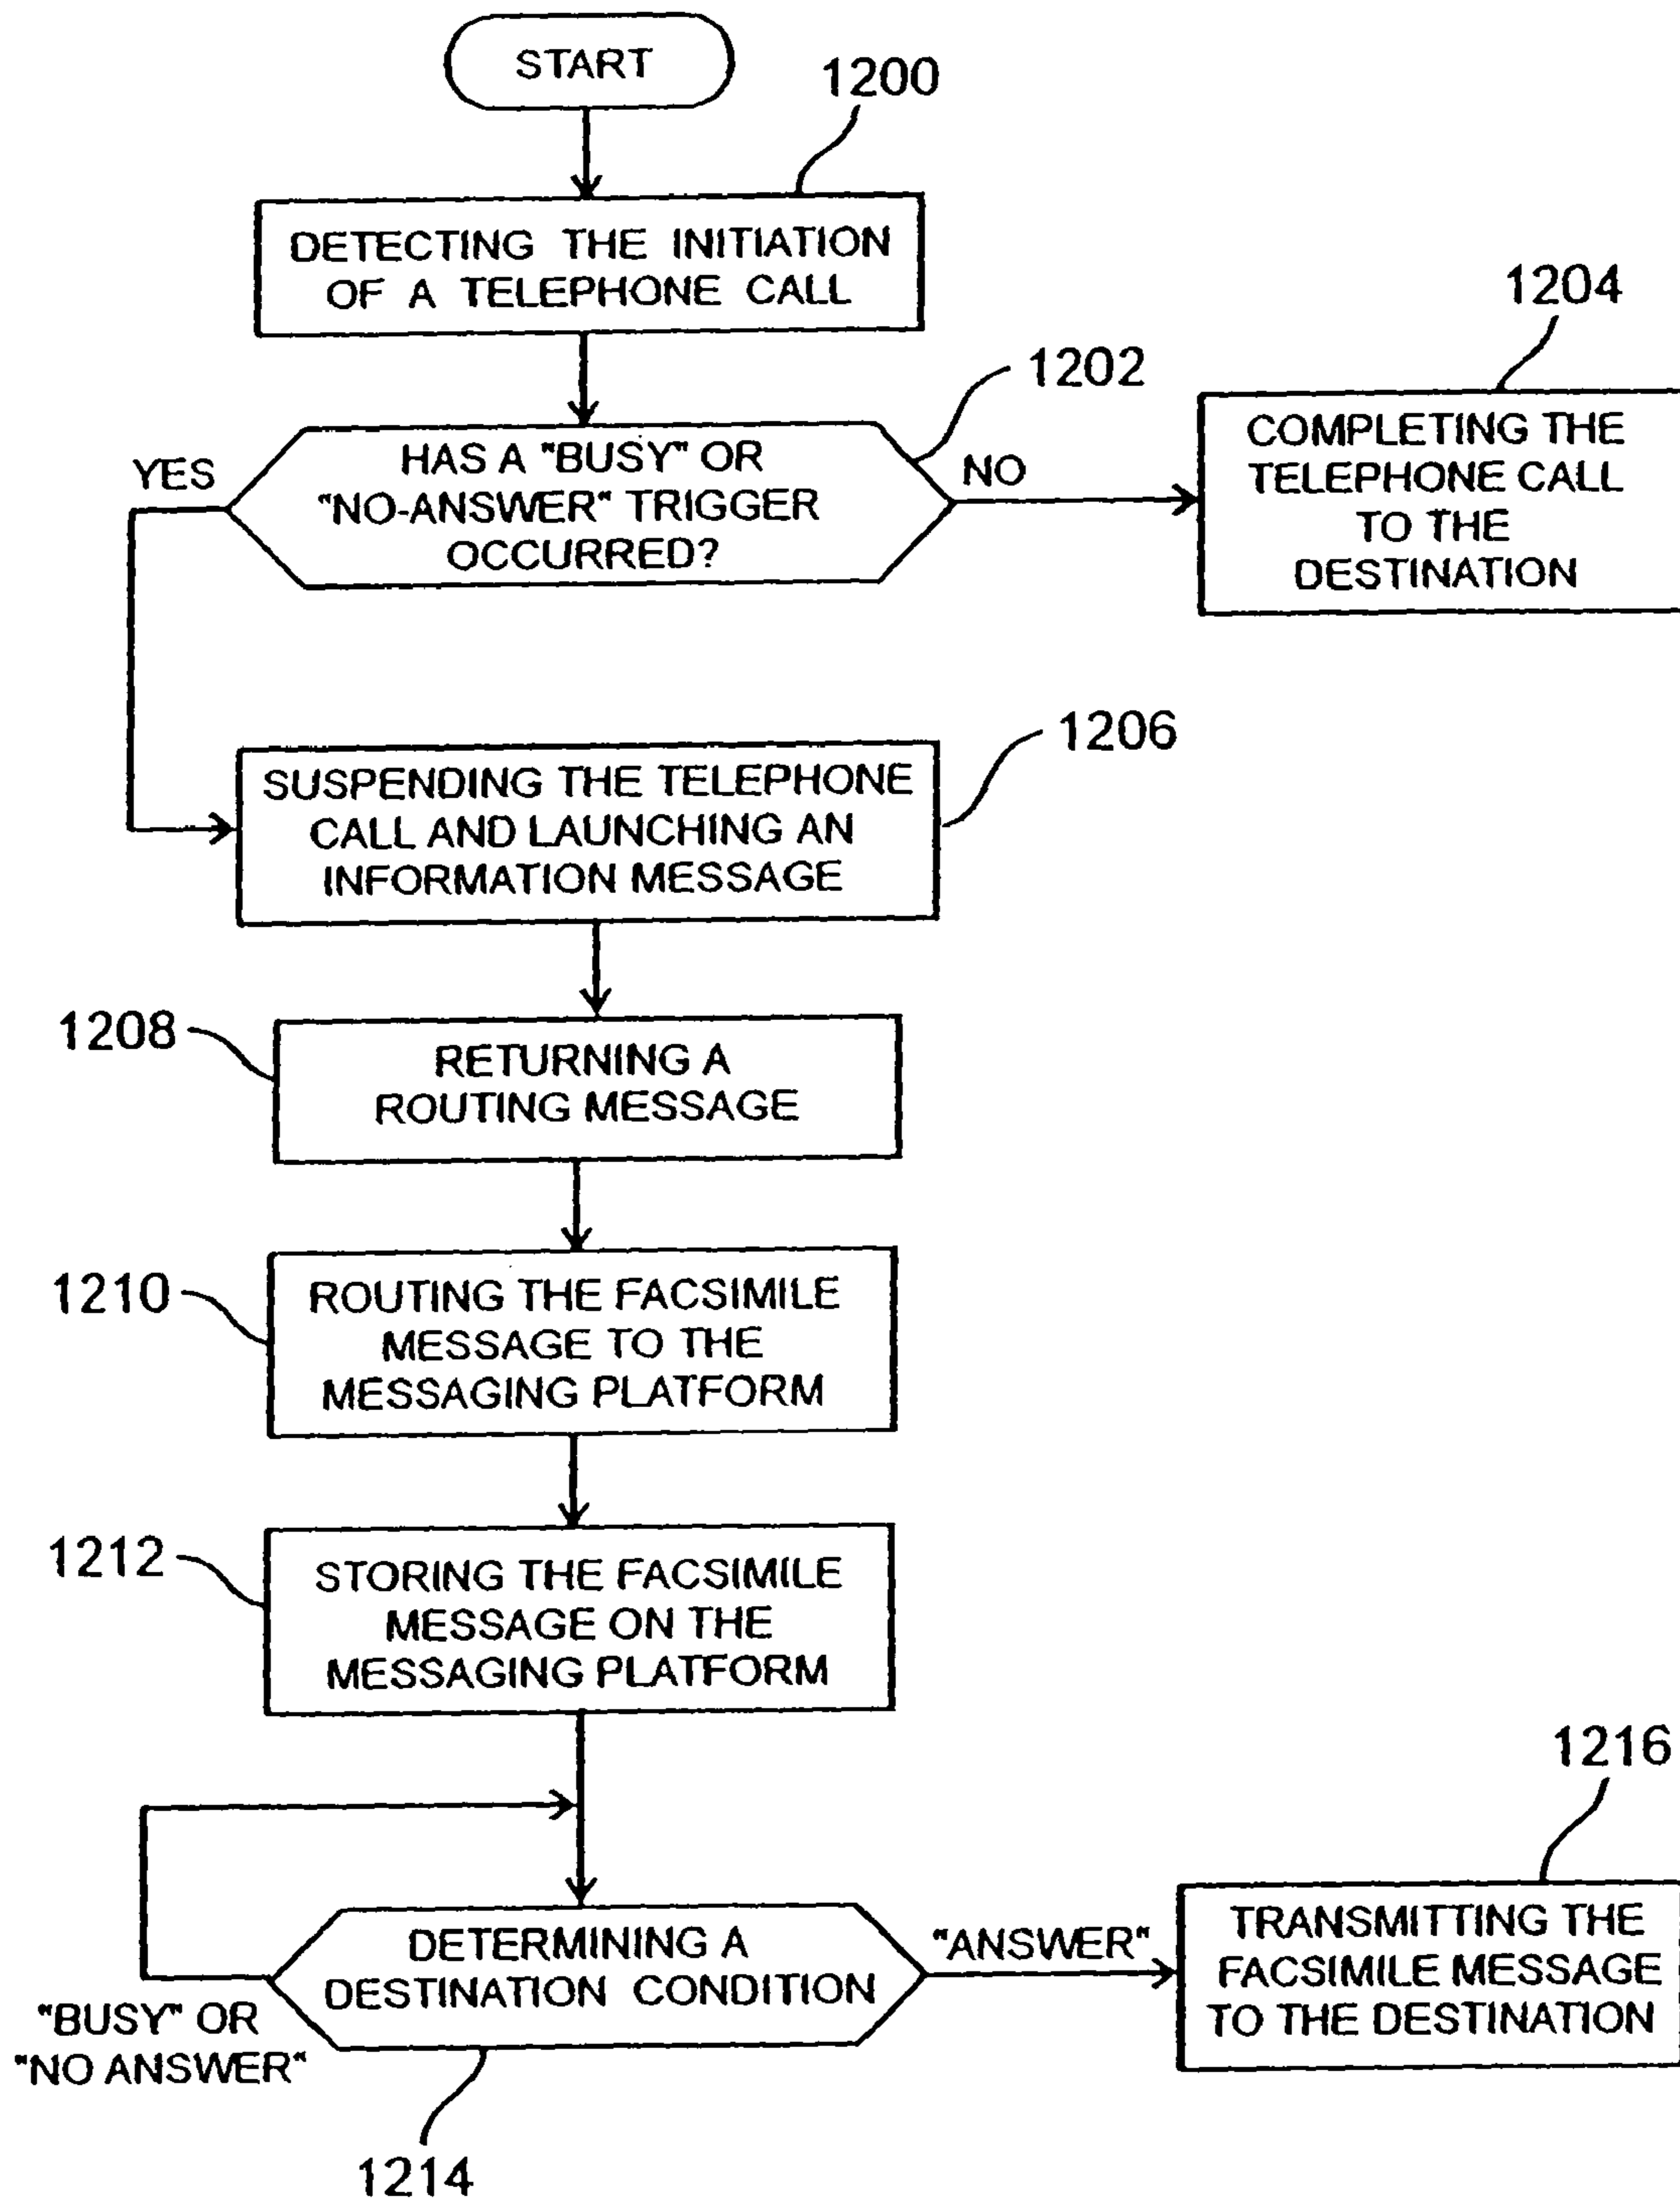 START
1200
DETECTING THE INITIATION
OF A TELEPHONE CALL
1204
1202
HAS A "BUSY" OR
"NO-ANSWER" TRIGGER
OCCURRED?
YES
NO
COMPLETING THE
TELEPHONE CALL
TO THE
DESTINATION
1206
SUSPENDING THE TELEPHONE
CALL AND LAUNCHING AN
INFORMATION MESSAGE
1208
RETURNING A
ROUTING MESSAGE
1210
ROUTING THE FACSIMILE
MESSAGE TO THE
MESSAGING PLATFORM
1212
STORING THE FACSIMILE
MESSAGE ON THE
MESSAGING PLATFORM
1216
DETERMINING A
DESTINATION CONDITION
"ANSWER"
TRANSMITTING THE
FACSIMILE MESSAGE
TO THE DESTINATION
"BUSY" OR
"NO ANSWER"
1214